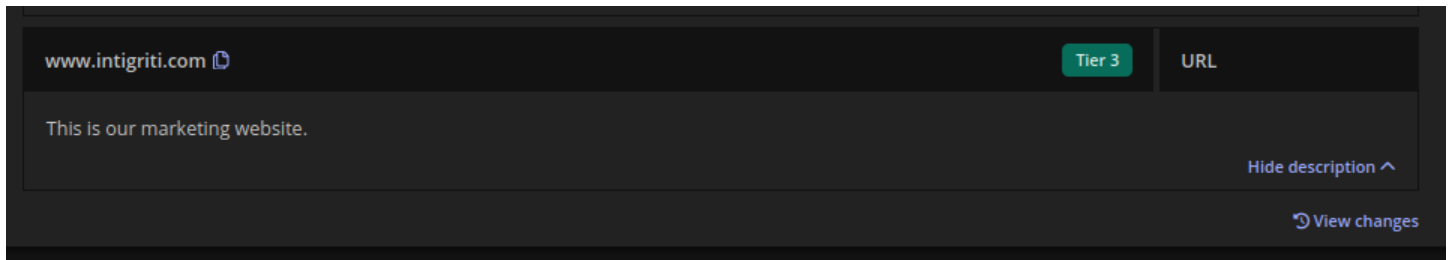 www.intigriti.com Tier 3 URL
This is our marketing website.
Hide description
View changes